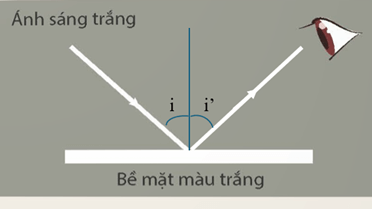 Ánh sáng trắng
i i’
Bề mặt màu trắng